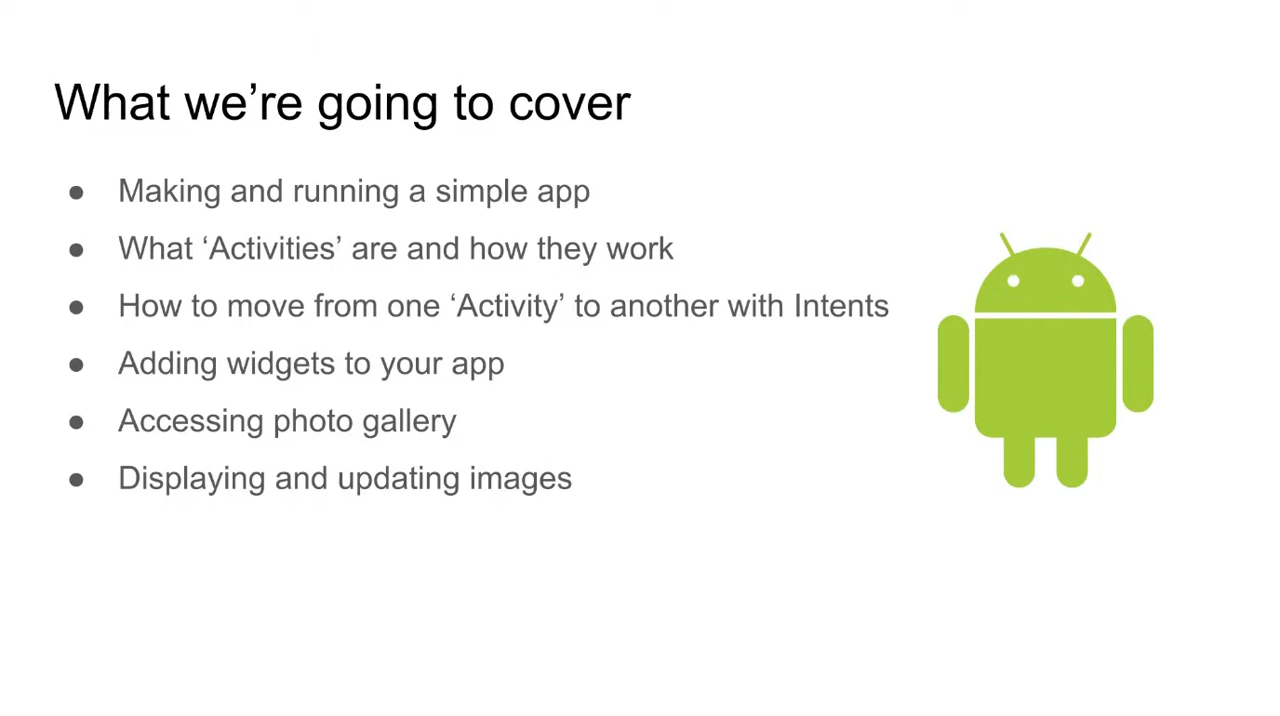 What we’re going to cover
● Making and running a simple app
● What ‘Activities’ are and how they work
● How to move from one ‘Activity’ to another with Intents
● Adding widgets to your app
● Accessing photo gallery
● Displaying and updating images